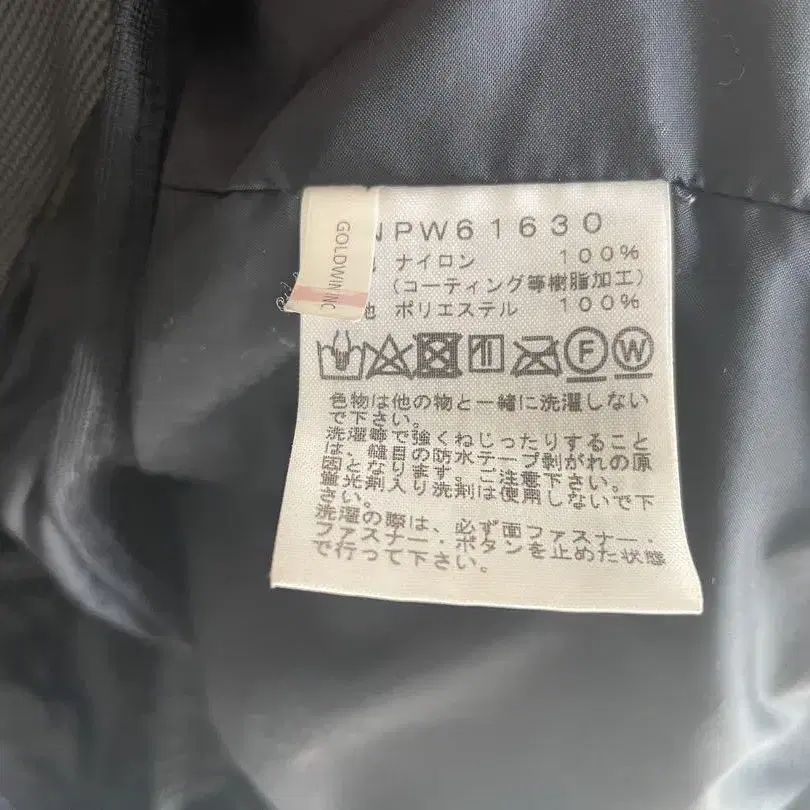 GOLDWIN INC
NPW61630
ナイロン 100%
(コーティング等樹脂加工)
地 ポリエステル 100%
F W
色物は他の物と一緒に洗濯しない
で下さい。
洗濯等で強くねじったりすること
は、縫目の防水テープ剥がれの原
因となります。ご注意下さい。
蛍光剤入り洗剤は使用しないで下
さい。
洗濯の際は、必ず面ファスナー・
ファスナー・ボタンを止めた状態
で行って下さい。